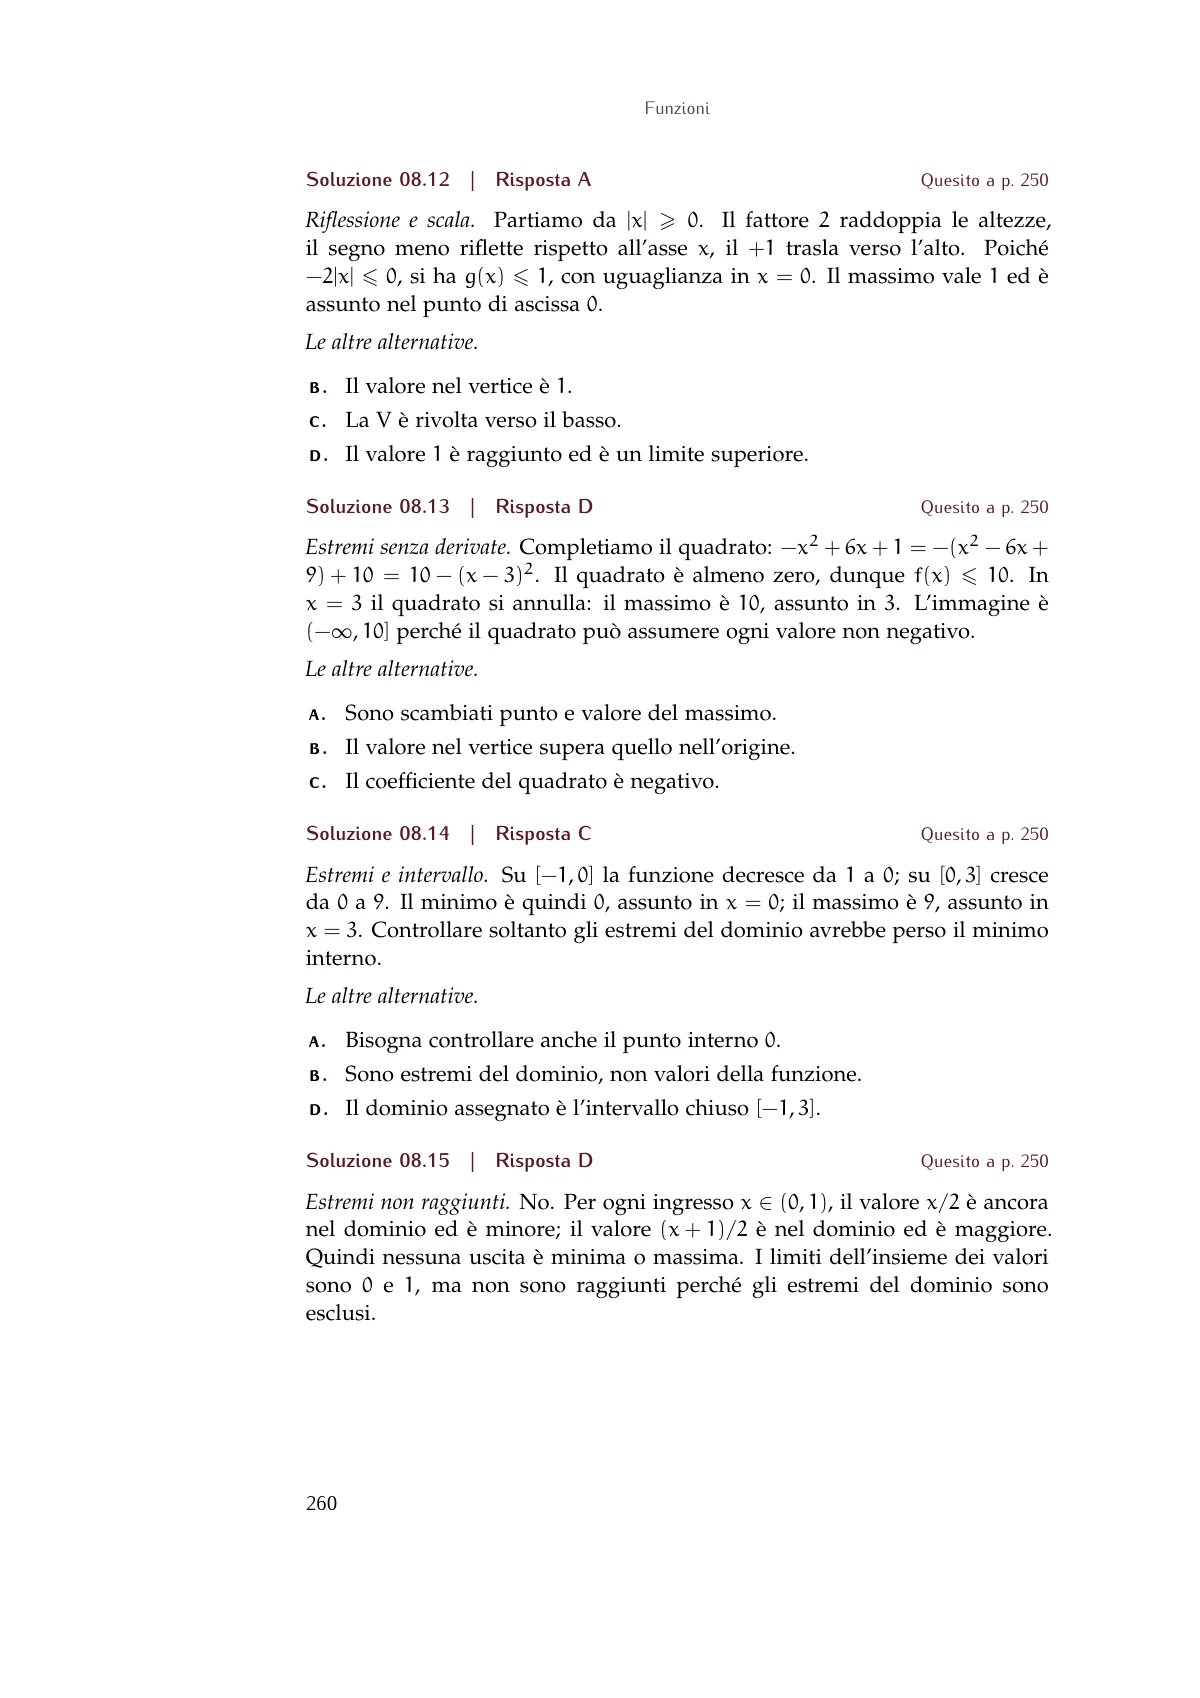 Funzioni
Soluzione 08.12 | Risposta A Quesito a p. 250
Riflessione e scala. Partiamo da |x| ⩾ 0. Il fattore 2 raddoppia le altezze,
il segno meno riflette rispetto all’asse x, il +1 trasla verso l’alto. Poiché
−2|x| ⩽ 0, si ha g(x) ⩽ 1, con uguaglianza in x = 0. Il massimo vale 1 ed è
assunto nel punto di ascissa 0.
Le altre alternative.
B. Il valore nel vertice è 1.
C. La V è rivolta verso il basso.
D. Il valore 1 è raggiunto ed è un limite superiore.
Soluzione 08.13 | Risposta D Quesito a p. 250
Estremi senza derivate. Completiamo il quadrato: −x² + 6x + 1 = −(x² − 6x +
9) + 10 = 10 − (x − 3)². Il quadrato è almeno zero, dunque f(x) ⩽ 10. In
x = 3 il quadrato si annulla: il massimo è 10, assunto in 3. L’immagine è
(−∞, 10] perché il quadrato può assumere ogni valore non negativo.
Le altre alternative.
A. Sono scambiati punto e valore del massimo.
B. Il valore nel vertice supera quello nell’origine.
C. Il coefficiente del quadrato è negativo.
Soluzione 08.14 | Risposta C Quesito a p. 250
Estremi e intervallo. Su [−1, 0] la funzione decresce da 1 a 0; su [0, 3] cresce
da 0 a 9. Il minimo è quindi 0, assunto in x = 0; il massimo è 9, assunto in
x = 3. Controllare soltanto gli estremi del dominio avrebbe perso il minimo
interno.
Le altre alternative.
A. Bisogna controllare anche il punto interno 0.
B. Sono estremi del dominio, non valori della funzione.
D. Il dominio assegnato è l’intervallo chiuso [−1, 3].
Soluzione 08.15 | Risposta D Quesito a p. 250
Estremi non raggiunti. No. Per ogni ingresso x ∈ (0, 1), il valore x/2 è ancora
nel dominio ed è minore; il valore (x + 1)/2 è nel dominio ed è maggiore.
Quindi nessuna uscita è minima o massima. I limiti dell’insieme dei valori
sono 0 e 1, ma non sono raggiunti perché gli estremi del dominio sono
esclusi.
260